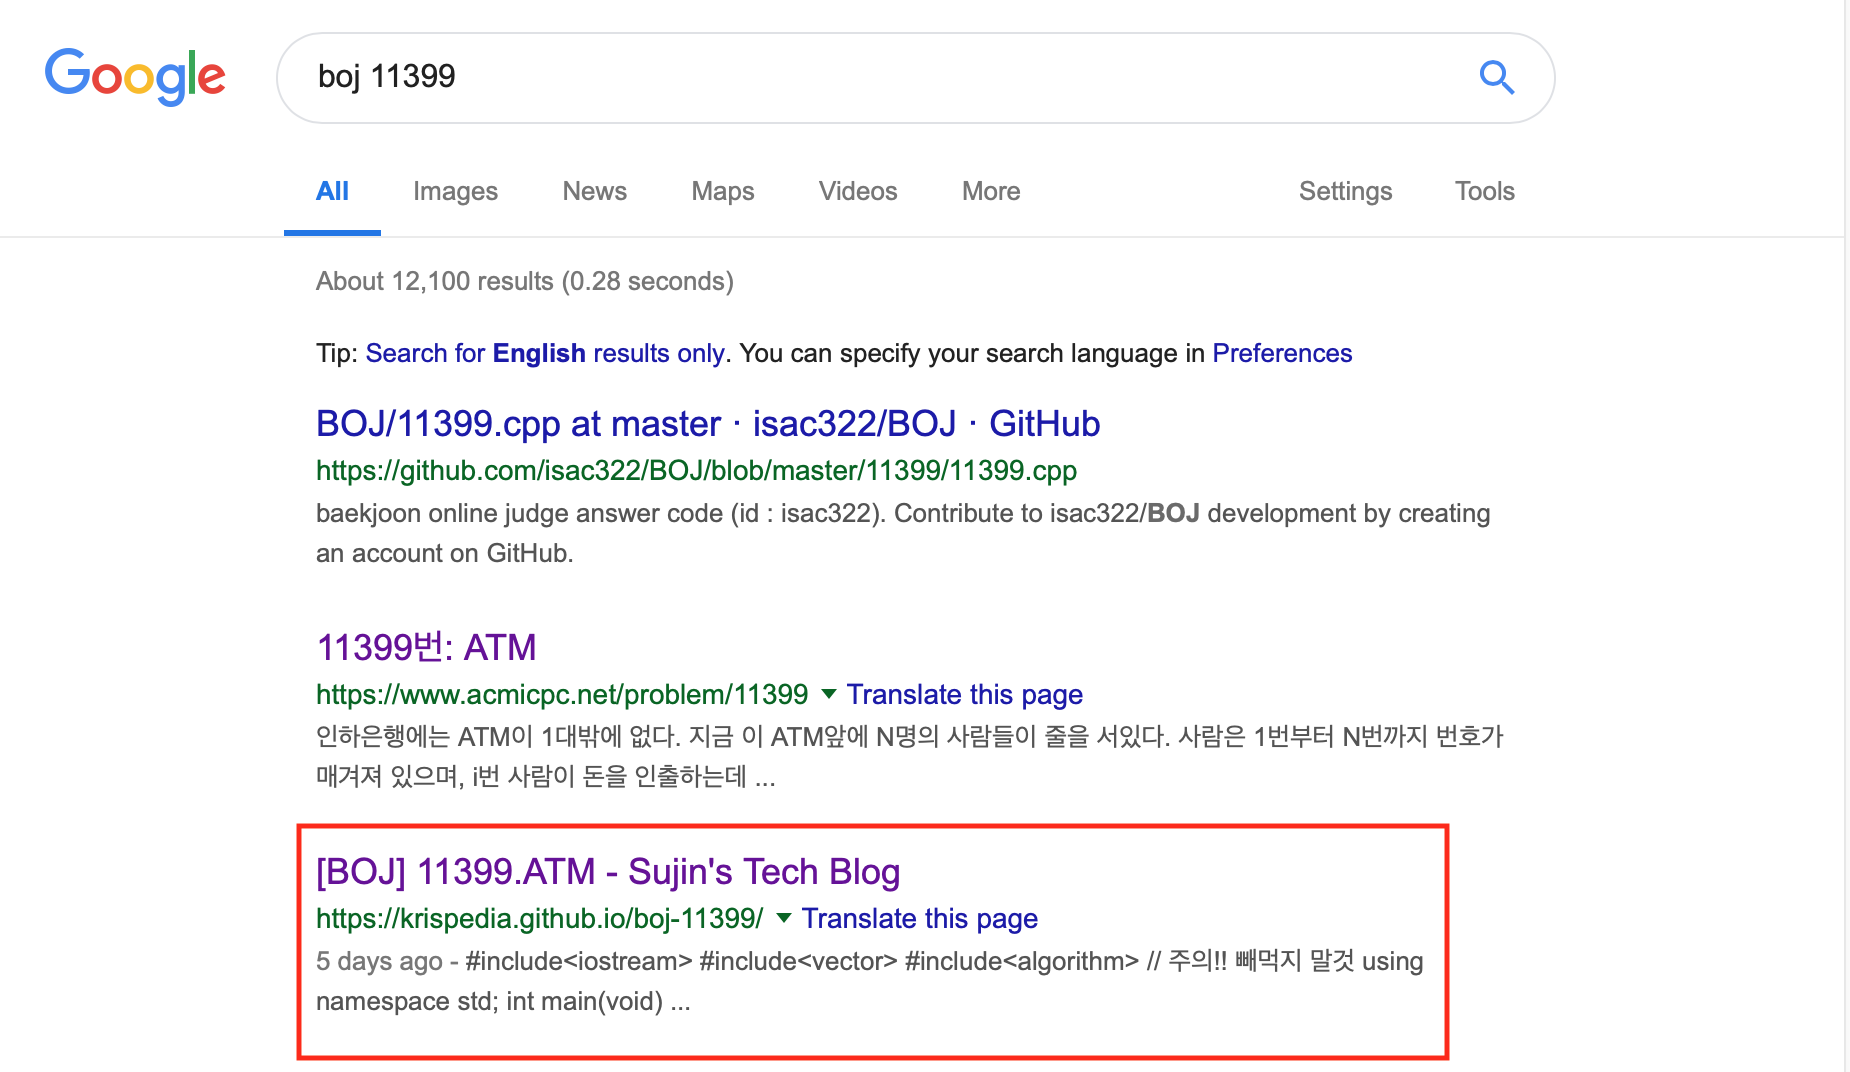 Google
boj 11399
All Images News Maps Videos More Settings Tools
About 12,100 results (0.28 seconds)
Tip: Search for English results only. You can specify your search language in Preferences
BOJ/11399.cpp at master · isac322/BOJ · GitHub
https://github.com/isac322/BOJ/blob/master/11399/11399.cpp
baekjoon online judge answer code (id : isac322). Contribute to isac322/BOJ development by creating
an account on GitHub.
11399번: ATM
https://www.acmicpc.net/problem/11399 ▼ Translate this page
인하은행에는 ATM이 1대밖에 없다. 지금 이 ATM앞에 N명의 사람들이 줄을 서있다. 사람은 1번부터 N번까지 번호가
매겨져 있으며, i번 사람이 돈을 인출하는데 ...
[BOJ] 11399.ATM - Sujin's Tech Blog
https://krispedia.github.io/boj-11399/ ▼ Translate this page
5 days ago - #include<iostream> #include<vector> #include<algorithm> // 주의!! 빼먹지 말것 using
namespace std; int main(void) ...